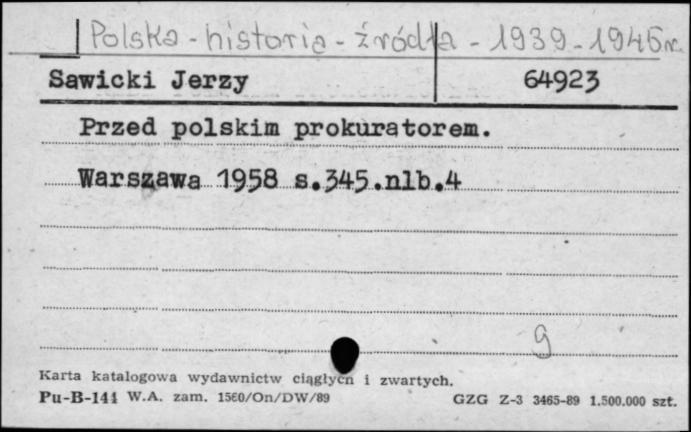 Polska - historia - źródła - 1939-1945r.
Sawicki Jerzy 64923
Przed polskim prokuratorem.
Warszawa 1958 s.345.nlb.4
9
Karta katalogowa wydawnictw ciągłych i zwartych.
Pu-B-144 W.A. zam. 1560/On/DW/89 GZG Z-3 3465-89 1.500.000 szt.